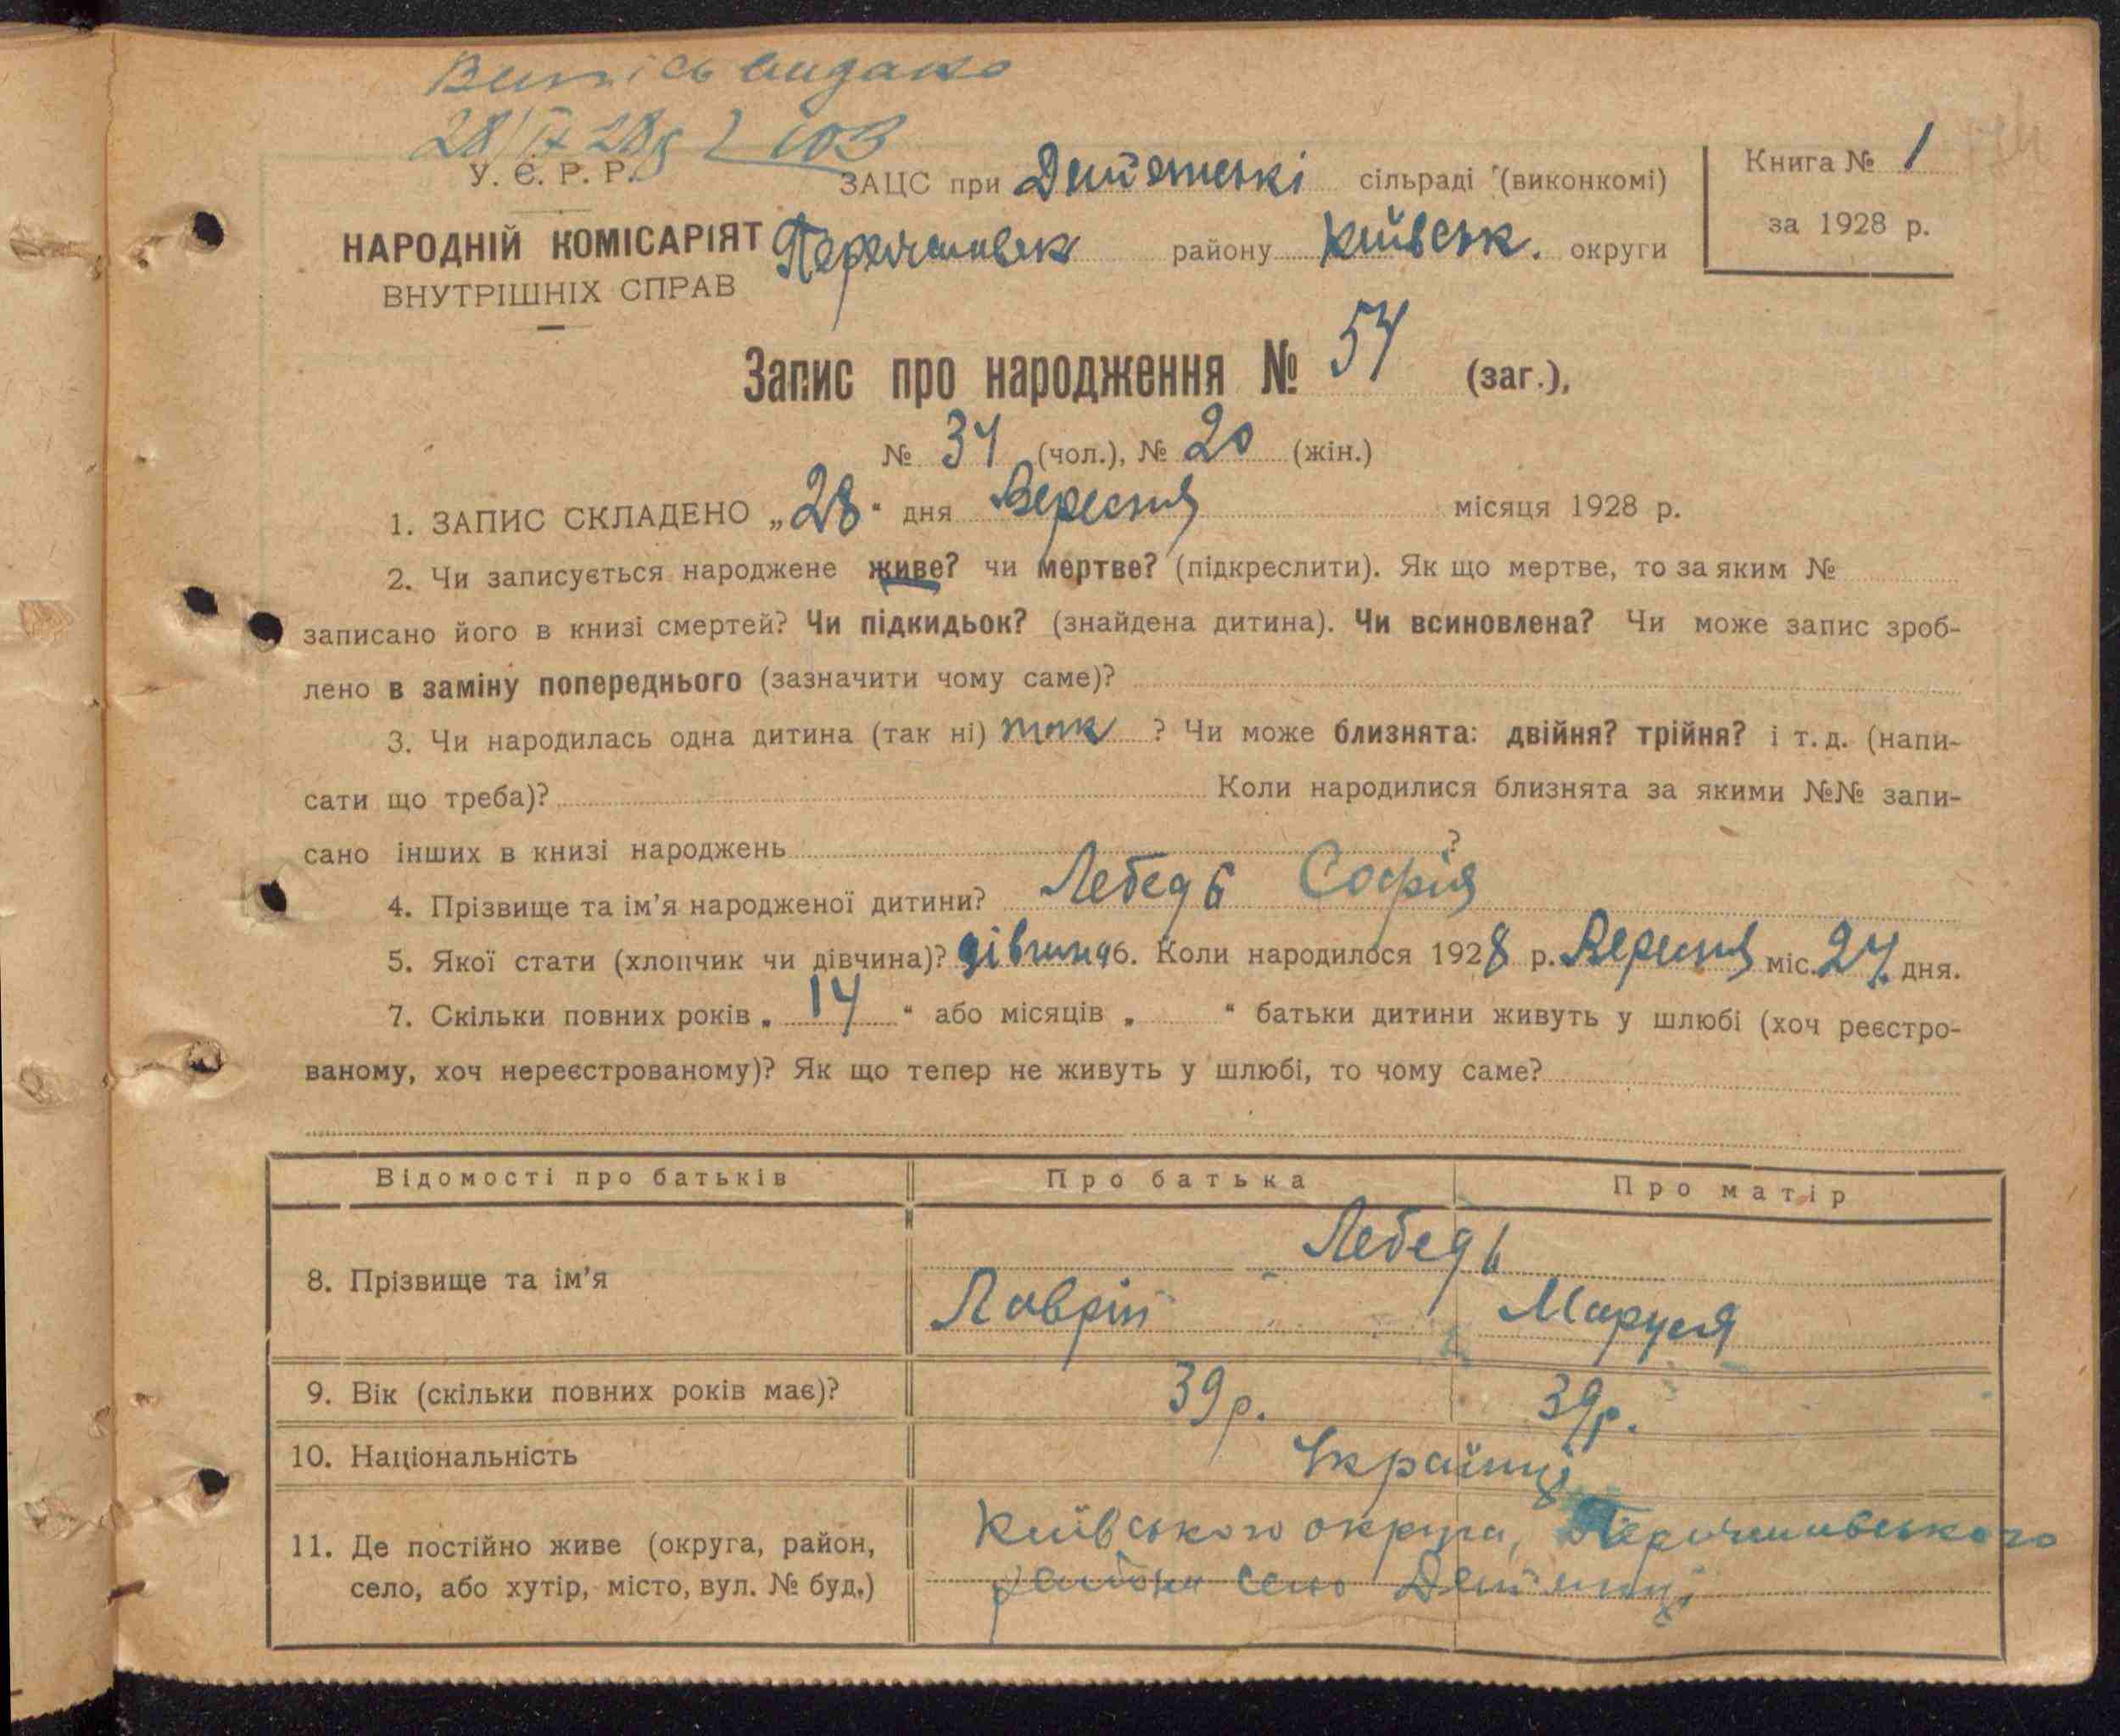 Випісь видано
28/IX 28р 103
У. С. Р. Р.
ЗАЦС при сільраді (виконкомі)
Книга № 1
НАРОДНІЙ КОМІСАРІЯТ
району Київськ. округи
за 1928 р.
ВНУТРІШНІХ СПРАВ
Запис про народження № 54 (заг.),
№ 34 (чол.), № 20 (жін.)
1. ЗАПИС СКЛАДЕНО „28“ дня Вересня місяця 1928 р.
2. Чи записується народжене живе? чи мертве? (підкреслити). Як що мертве, то за яким №
записано його в книзі смертей? Чи підкидьок? (знайдена дитина). Чи всиновлена? Чи може запис зроб-
лено в заміну попереднього (зазначити чому саме)?
3. Чи народилась одна дитина (так ні) так ? Чи може близнята: двійня? трійня? і т. д. (напи-
сати що треба)? Коли народилися близнята за якими №№ запи-
сано інших в книзі народжень ?
4. Прізвище та ім’я народженої дитини? Лебедь Софія
5. Якої стати (хлопчик чи дівчина)? дівчина 6. Коли народилося 1928 р. Вересня міс. 24 дня.
7. Скільки повних років „ 14 “ або місяців „ “ батьки дитини живуть у шлюбі (хоч реєстро-
ваному, хоч нереєстрованому)? Як що тепер не живуть у шлюбі, то чому саме?
Відомості про батьків Про батька Про матір
8. Прізвище та ім’я Лебедь
Лаврін Маруся
9. Вік (скільки повних років має)? 39 р. 39 р.
10. Національність Українці
11. Де постійно живе (округа, район,
село, або хутір, місто, вул. № буд.)
Київського округа,
района село